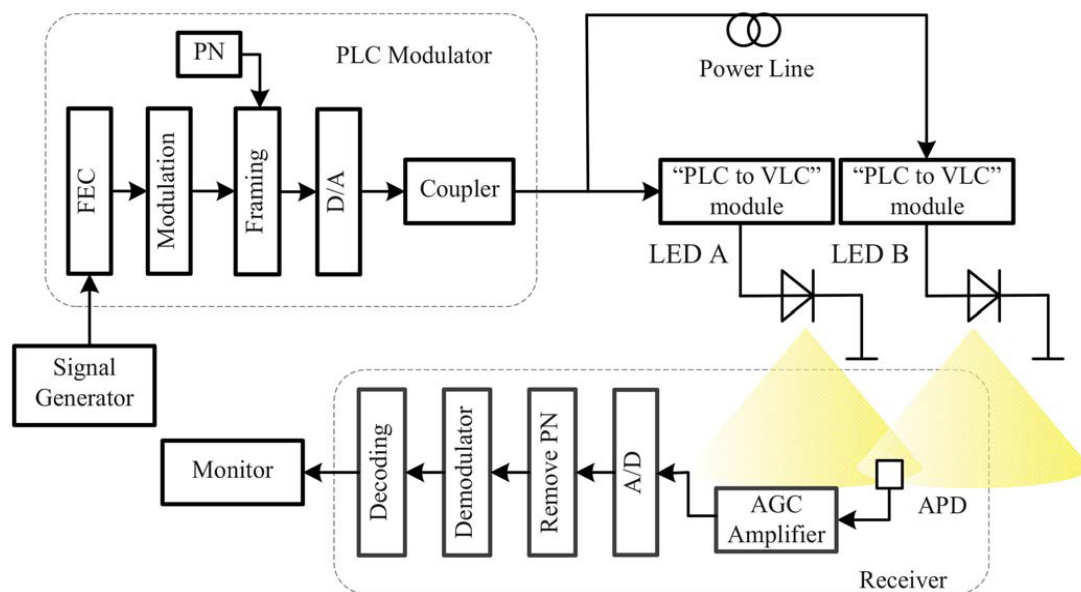 PN
PLC Modulator
Power Line
FEC
Modulation
Framing
D/A
Coupler
“PLC to VLC”
module
“PLC to VLC”
module
LED A
LED B
Signal
Generator
Monitor
Decoding
Demodulator
Remove PN
A/D
AGC
Amplifier
APD
Receiver